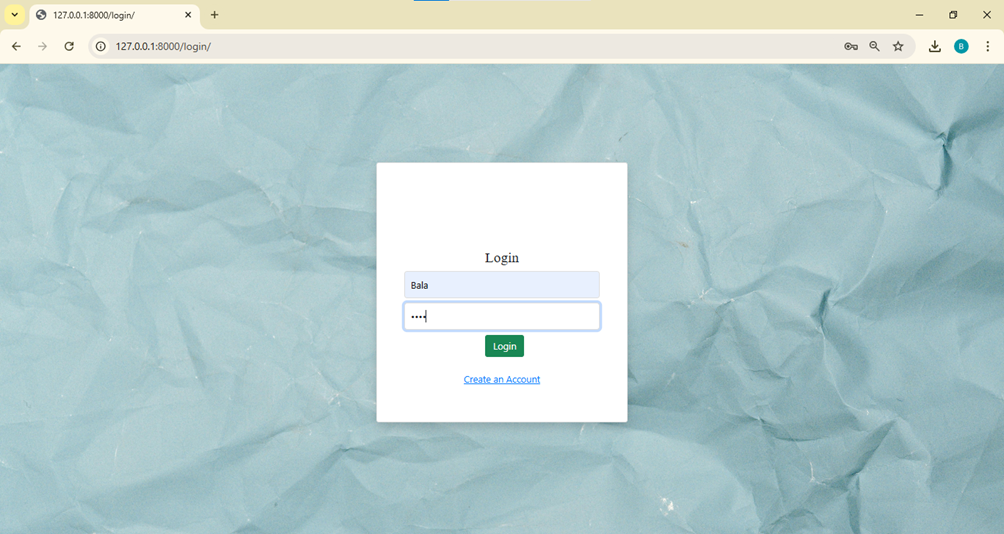 127.0.0.1:8000/login/
127.0.0.1:8000/login/
B
Login
Bala
••••
Login
Create an Account